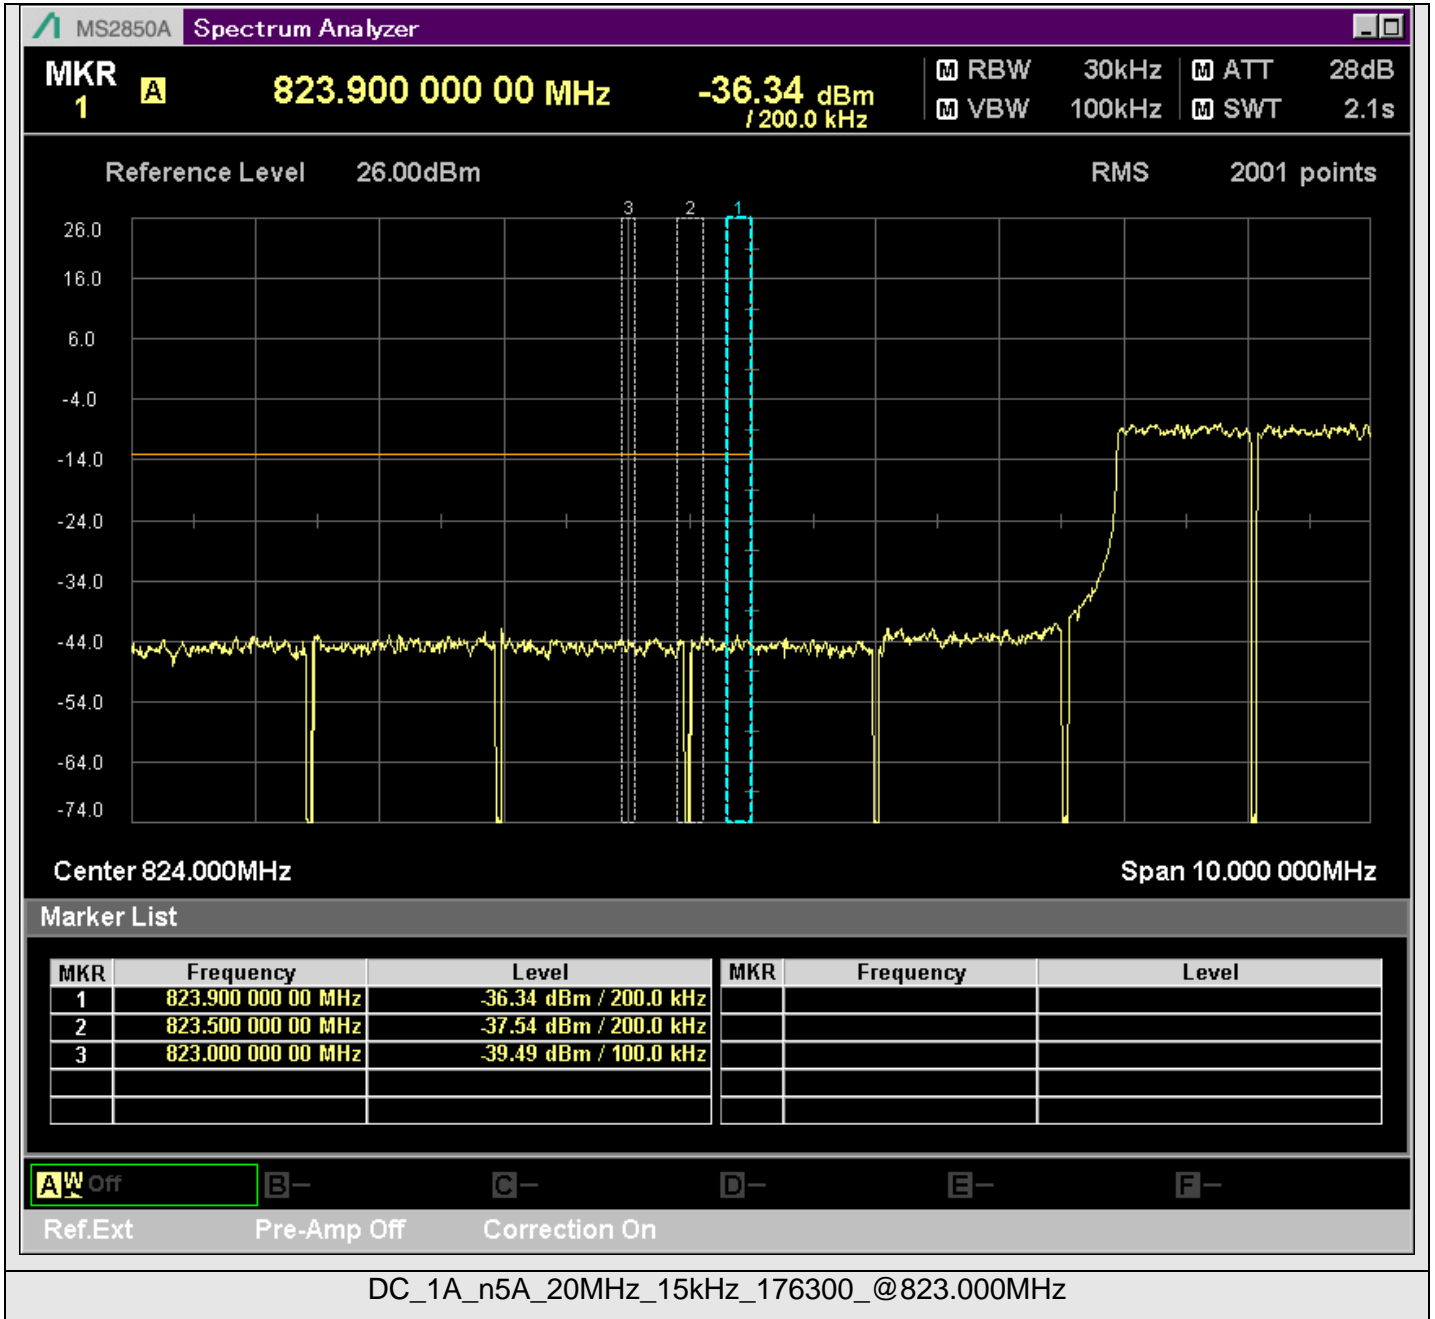 MS2850A Spectrum Analyzer
MKR 1 A 823.900 000 00 MHz -36.34 dBm / 200.0 kHz
M RBW 30kHz M ATT 28dB
M VBW 100kHz M SWT 2.1s
Reference Level 26.00dBm RMS 2001 points
3 2 1
26.0
16.0
6.0
-4.0
-14.0
-24.0
-34.0
-44.0
-54.0
-64.0
-74.0
Center 824.000MHz Span 10.000 000MHz
Marker List
MKR Frequency Level MKR Frequency Level
1 823.900 000 00 MHz -36.34 dBm / 200.0 kHz
2 823.500 000 00 MHz -37.54 dBm / 200.0 kHz
3 823.000 000 00 MHz -39.49 dBm / 100.0 kHz
A W Off B— C— D— E— F—
Ref.Ext Pre-Amp Off Correction On
DC_1A_n5A_20MHz_15kHz_176300_@823.000MHz